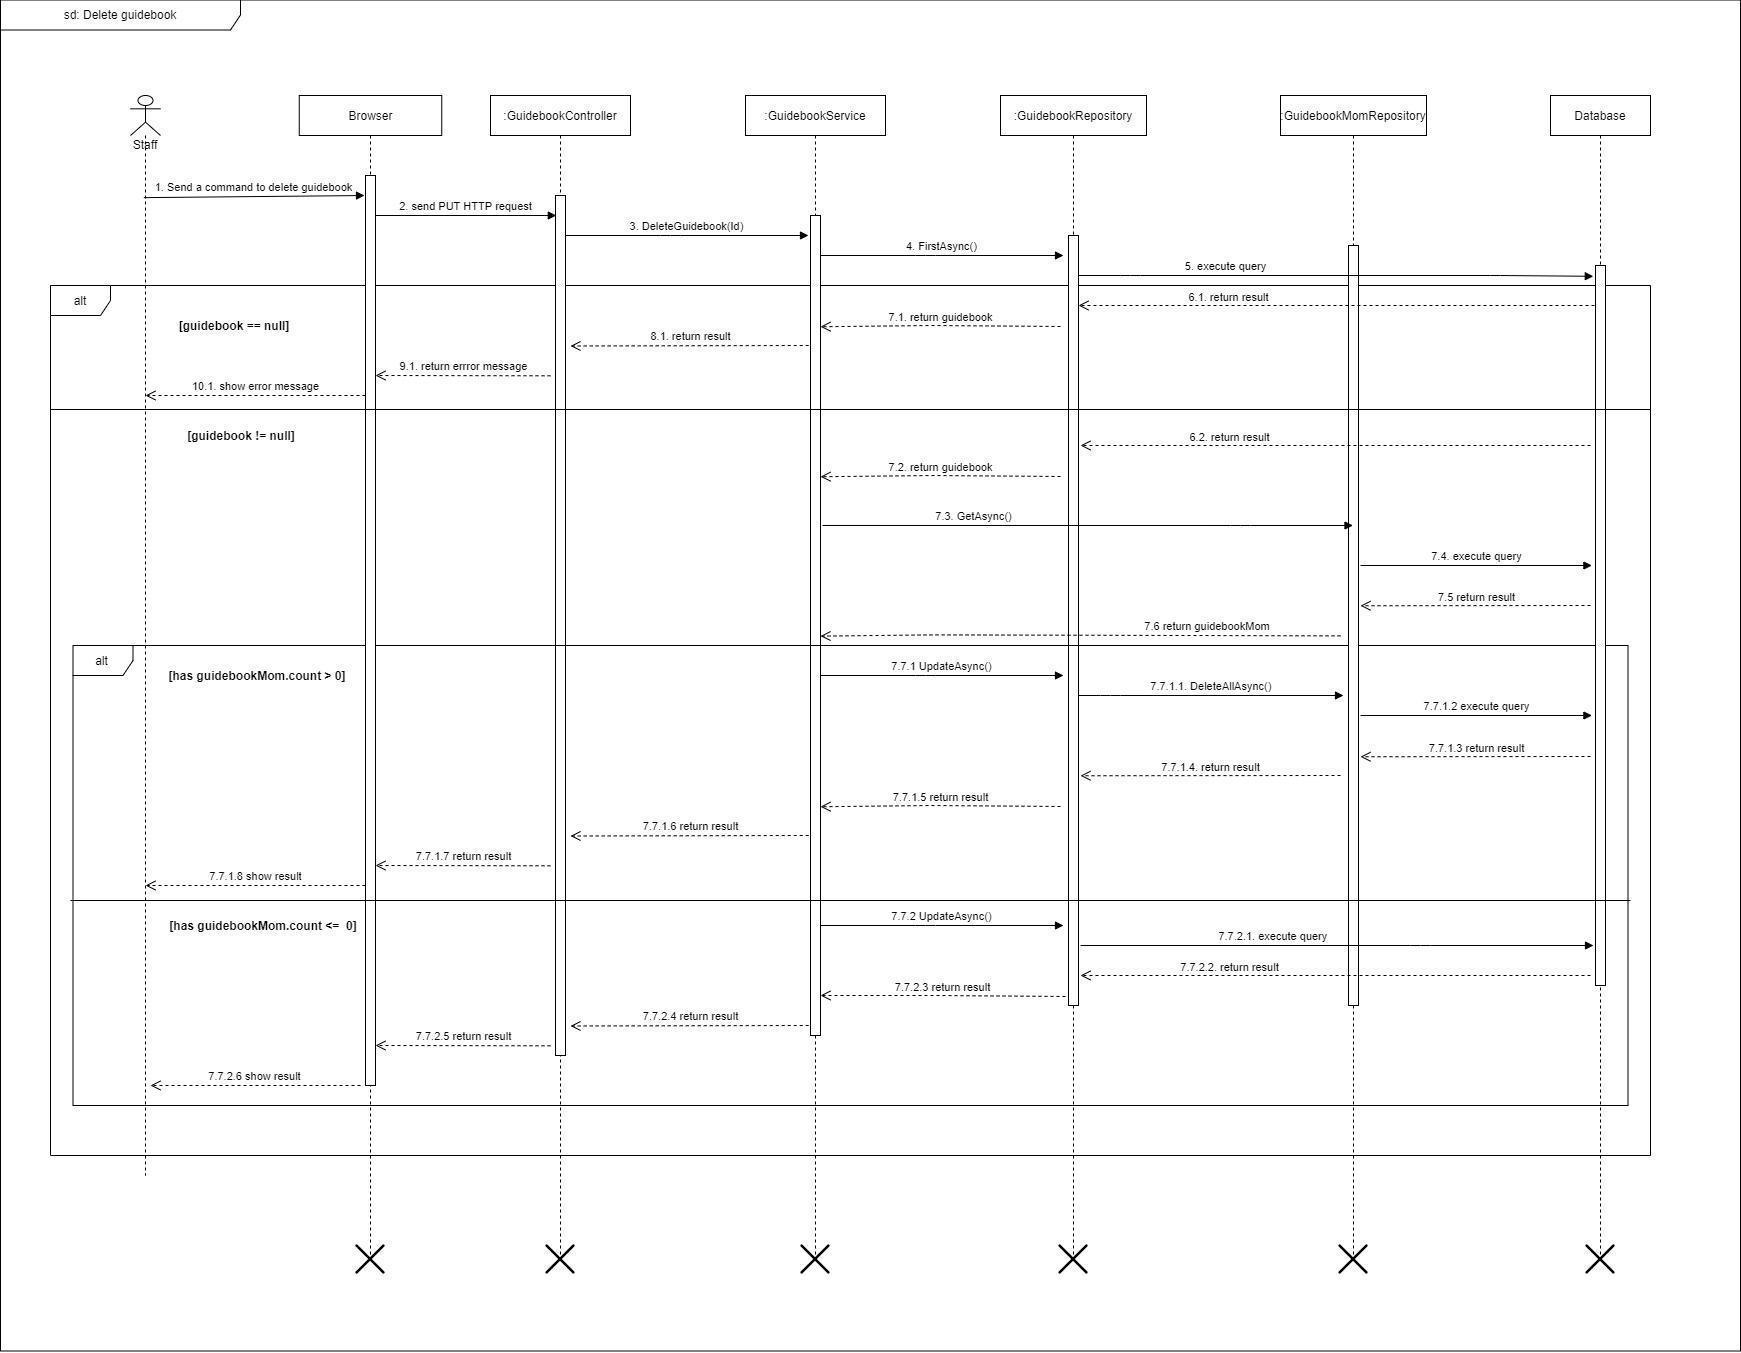 sd: Delete guidebook
Staff
Browser
:GuidebookController
:GuidebookService
:GuidebookRepository
:GuidebookMomRepository
Database
1. Send a command to delete guidebook
2. send PUT HTTP request
3. DeleteGuidebook(Id)
4. FirstAsync()
5. execute query
alt
6.1. return result
[guidebook == null]
7.1. return guidebook
8.1. return result
9.1. return errror message
10.1. show error message
[guidebook != null]
6.2. return result
7.2. return guidebook
7.3. GetAsync()
7.4. execute query
7.5 return result
7.6 return guidebookMom
alt
[has guidebookMom.count > 0]
7.7.1 UpdateAsync()
7.7.1.1. DeleteAllAsync()
7.7.1.2 execute query
7.7.1.3 return result
7.7.1.4. return result
7.7.1.5 return result
7.7.1.6 return result
7.7.1.7 return result
7.7.1.8 show result
[has guidebookMom.count <=  0]
7.7.2 UpdateAsync()
7.7.2.1. execute query
7.7.2.2. return result
7.7.2.3 return result
7.7.2.4 return result
7.7.2.5 return result
7.7.2.6 show result